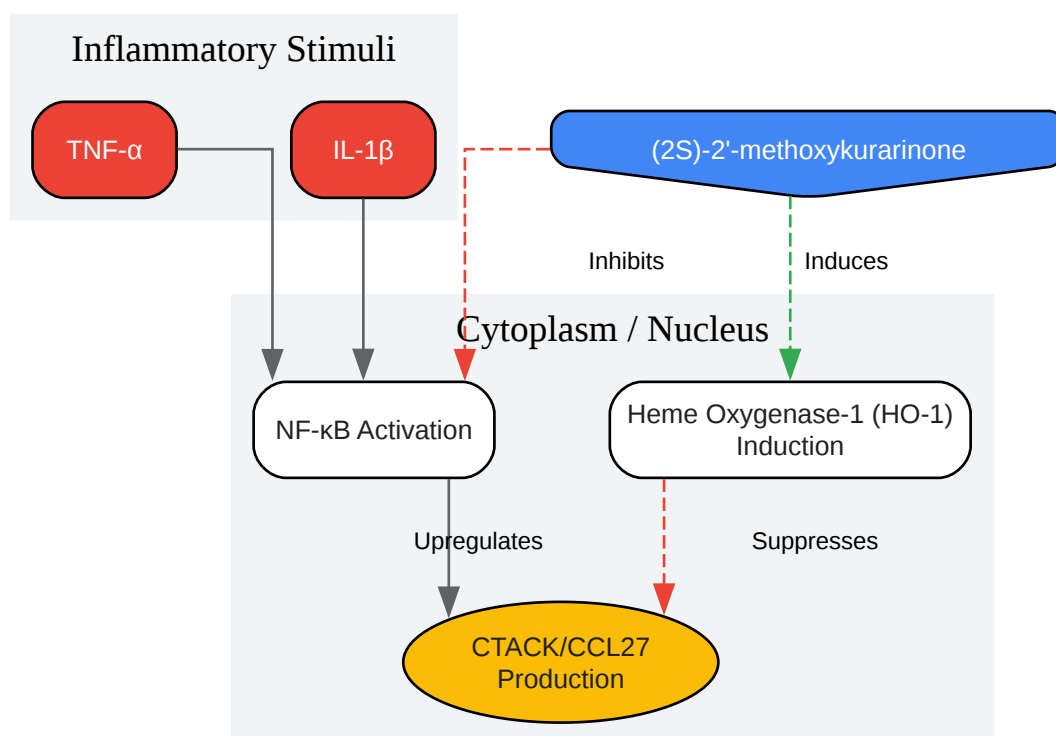 Inflammatory Stimuli
TNF-α
IL-1β
(2S)-2'-methoxykurarinone
Inhibits
Induces
Cytoplasm / Nucleus
NF-κB Activation
Heme Oxygenase-1 (HO-1)
Induction
Upregulates
Suppresses
CTACK/CCL27
Production